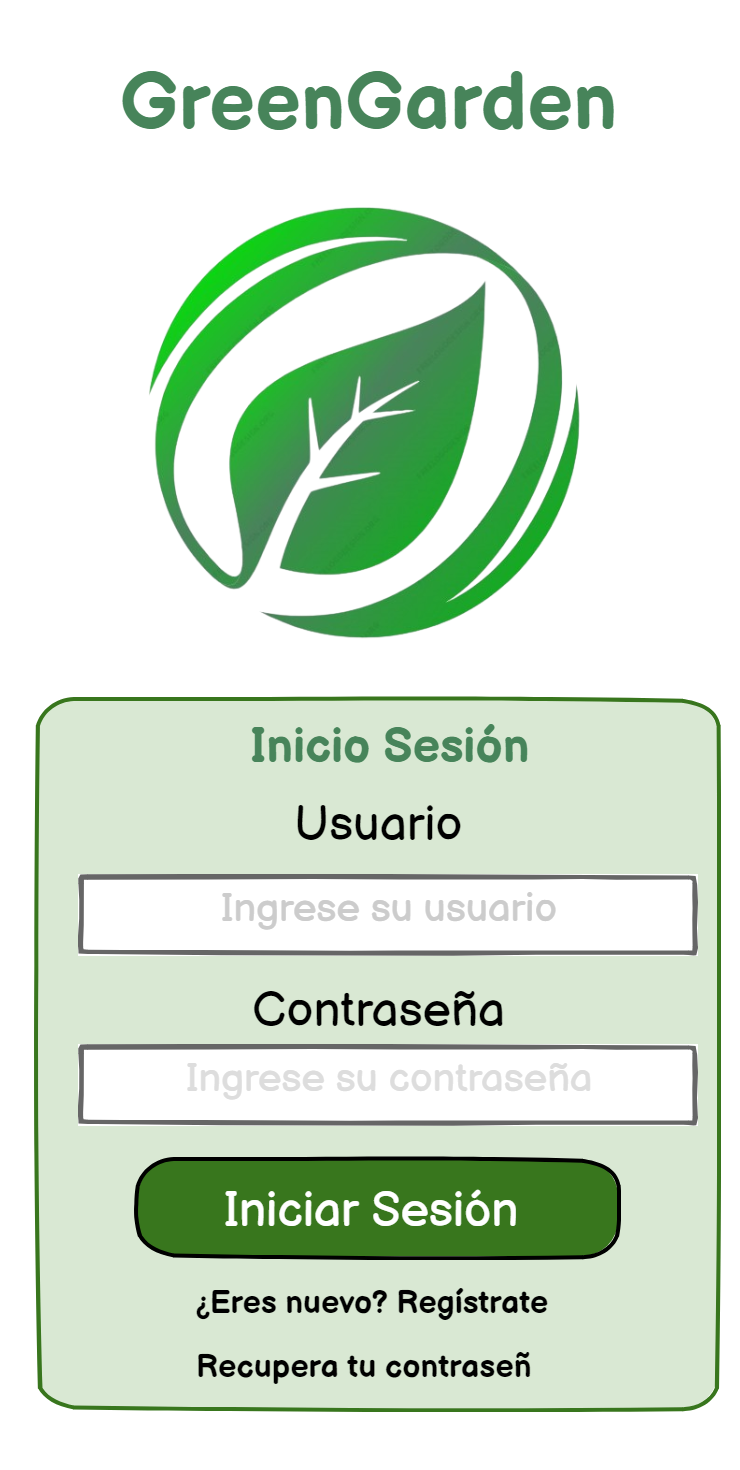 GreenGarden
Inicio Sesión
Usuario
Ingrese su usuario
Contraseña
Ingrese su contraseña
Iniciar Sesión
¿Eres nuevo? Regístrate
Recupera tu contraseñ